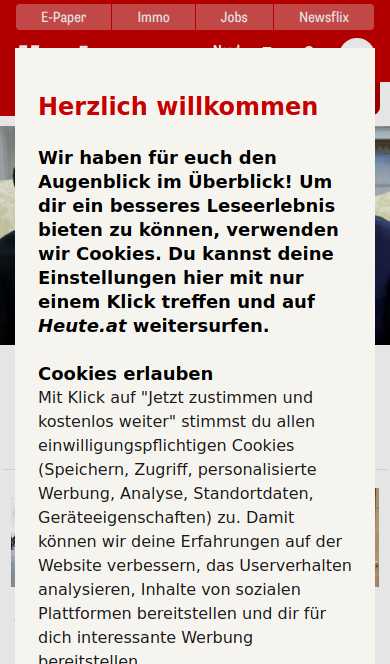 E-Paper Immo Jobs Newsflix
Herzlich willkommen
Wir haben für euch den
Augenblick im Überblick! Um
dir ein besseres Leseerlebnis
bieten zu können, verwenden
wir Cookies. Du kannst deine
Einstellungen hier mit nur
einem Klick treffen und auf
Heute.at weitersurfen.
Cookies erlauben
Mit Klick auf "Jetzt zustimmen und
kostenlos weiter" stimmst du allen
einwilligungspflichtigen Cookies
(Speichern, Zugriff, personalisierte
Werbung, Analyse, Standortdaten,
Geräteeigenschaften) zu. Damit
können wir deine Erfahrungen auf der
Website verbessern, das Userverhalten
analysieren, Inhalte von sozialen
Plattformen bereitstellen und dir für
dich interessante Werbung
bereitstellen